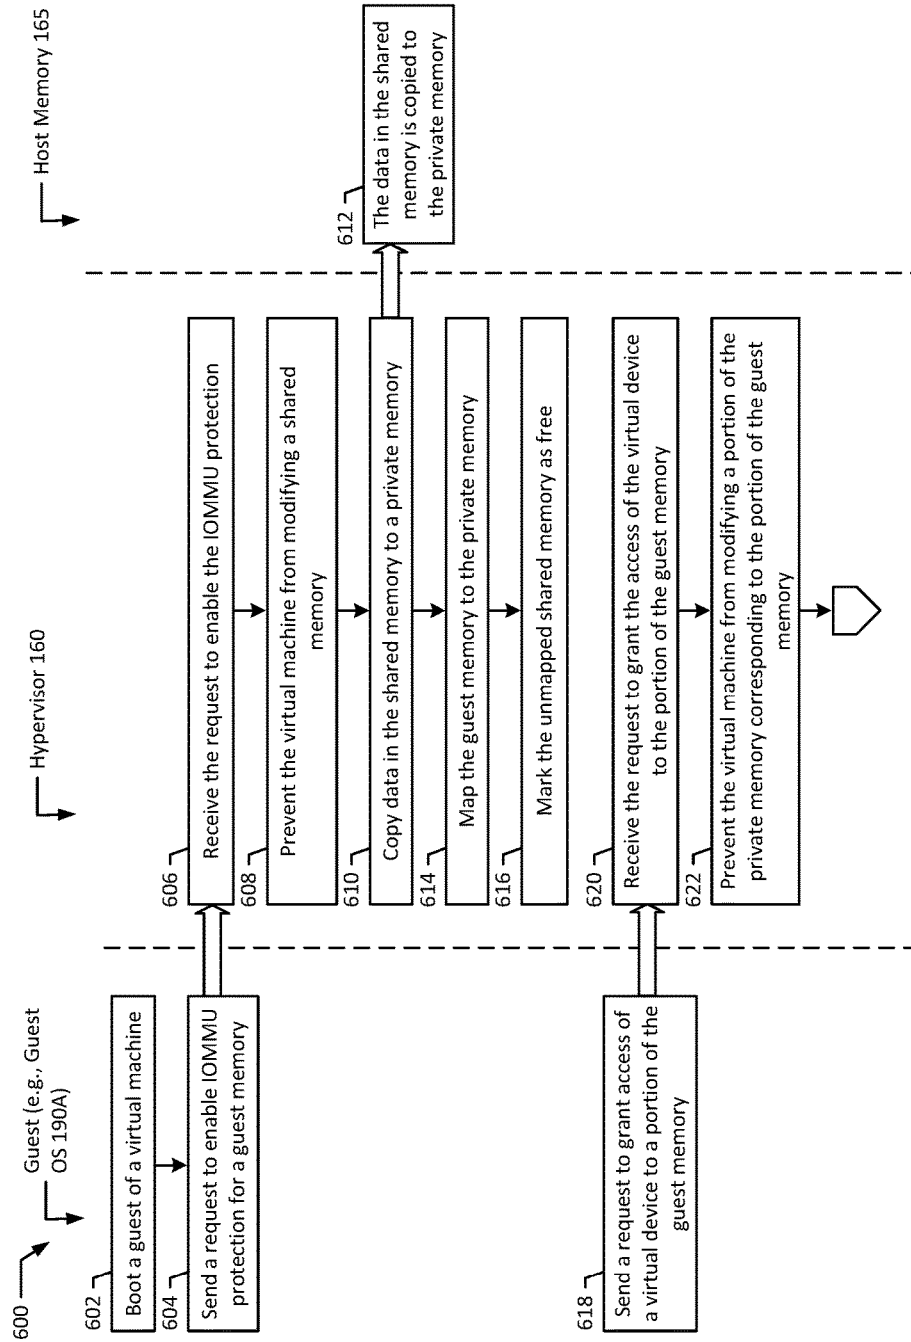 600
Guest (e.g., Guest
OS 190A)
Hypervisor 160
Host Memory 165
602
Boot a guest of a virtual machine
604
Send a request to enable IOMMU
protection for a guest memory
606
Receive the request to enable the IOMMU protection
608
Prevent the virtual machine from modifying a shared
memory
610
Copy data in the shared memory to a private memory
612
The data in the shared
memory is copied to
the private memory
614
Map the guest memory to the private memory
616
Mark the unmapped shared memory as free
618
Send a request to grant access of
a virtual device to a portion of the
guest memory
620
Receive the request to grant the access of the virtual device
to the portion of the guest memory
622
Prevent the virtual machine from modifying a portion of the
private memory corresponding to the portion of the guest
memory